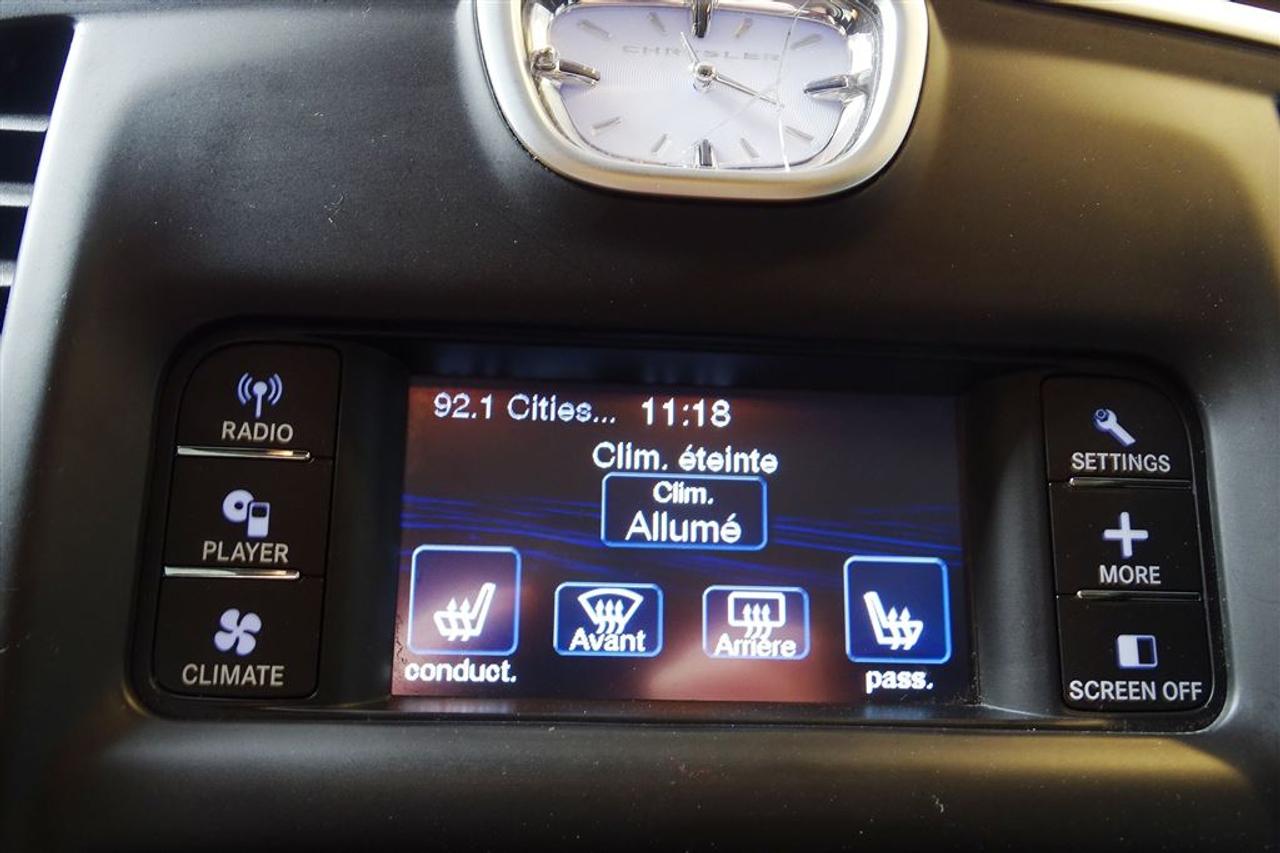 CHRYSLER
92.1 Cities... 11:18
Clim. éteinte
Clim.
Allumé
Avant
Arrière
conduct.
pass.
RADIO
PLAYER
CLIMATE
SETTINGS
MORE
SCREEN OFF